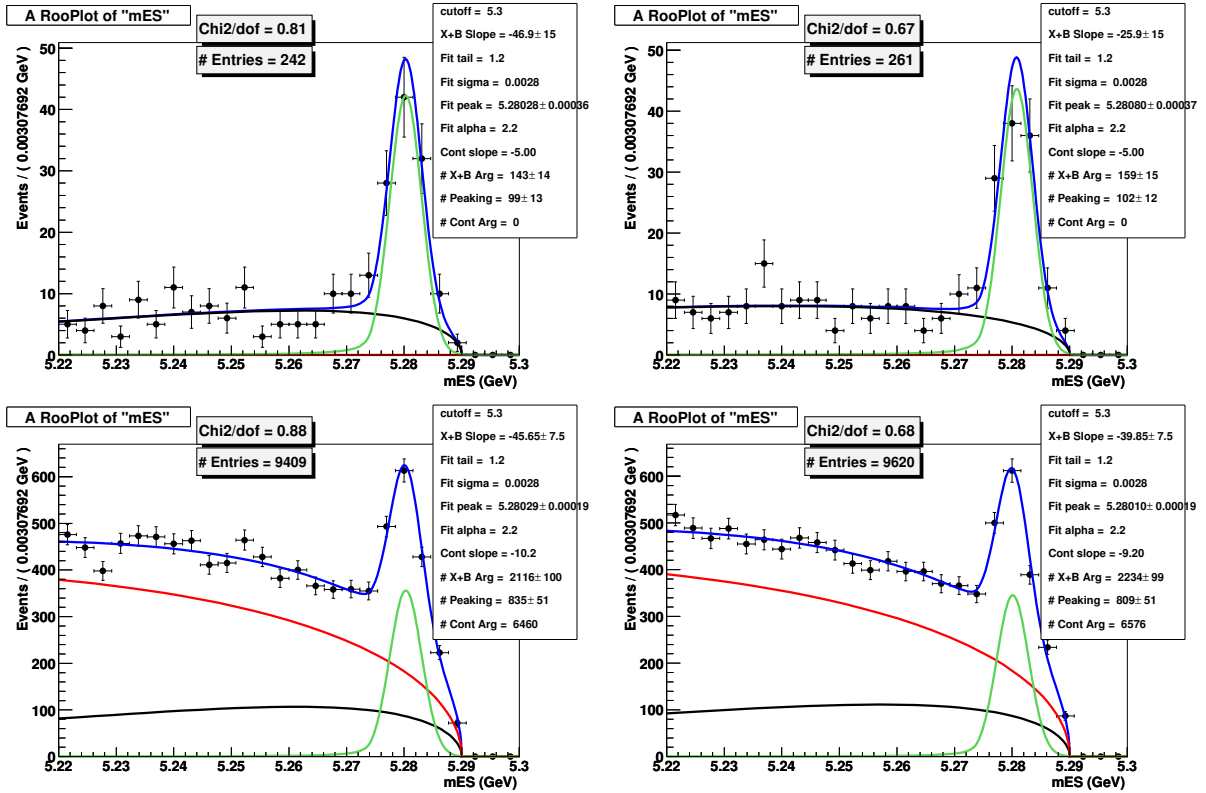 A RooPlot of "mES"
Chi2/dof = 0.81
# Entries = 242
cutoff = 5.3
X+B Slope = -46.9± 15
Fit tail = 1.2
Fit sigma = 0.0028
Fit peak = 5.28028± 0.00036
Fit alpha = 2.2
Cont slope = -5.00
# X+B Arg = 143± 14
# Peaking = 99± 13
# Cont Arg = 0
Events / ( 0.00307692 GeV )
50
40
30
20
10
0
5.22 5.23 5.24 5.25 5.26 5.27 5.28 5.29 5.3
mES (GeV)
A RooPlot of "mES"
Chi2/dof = 0.67
# Entries = 261
cutoff = 5.3
X+B Slope = -25.9± 15
Fit tail = 1.2
Fit sigma = 0.0028
Fit peak = 5.28080± 0.00037
Fit alpha = 2.2
Cont slope = -5.00
# X+B Arg = 159± 15
# Peaking = 102± 12
# Cont Arg = 0
Events / ( 0.00307692 GeV )
50
40
30
20
10
0
5.22 5.23 5.24 5.25 5.26 5.27 5.28 5.29 5.3
mES (GeV)
A RooPlot of "mES"
Chi2/dof = 0.88
# Entries = 9409
cutoff = 5.3
X+B Slope = -45.65± 7.5
Fit tail = 1.2
Fit sigma = 0.0028
Fit peak = 5.28029± 0.00019
Fit alpha = 2.2
Cont slope = -10.2
# X+B Arg = 2116± 100
# Peaking = 835± 51
# Cont Arg = 6460
Events / ( 0.00307692 GeV )
600
500
400
300
200
100
0
5.22 5.23 5.24 5.25 5.26 5.27 5.28 5.29 5.3
mES (GeV)
A RooPlot of "mES"
Chi2/dof = 0.68
# Entries = 9620
cutoff = 5.3
X+B Slope = -39.85± 7.5
Fit tail = 1.2
Fit sigma = 0.0028
Fit peak = 5.28010± 0.00019
Fit alpha = 2.2
Cont slope = -9.20
# X+B Arg = 2234± 99
# Peaking = 809± 51
# Cont Arg = 6576
Events / ( 0.00307692 GeV )
600
500
400
300
200
100
0
5.22 5.23 5.24 5.25 5.26 5.27 5.28 5.29 5.3
mES (GeV)